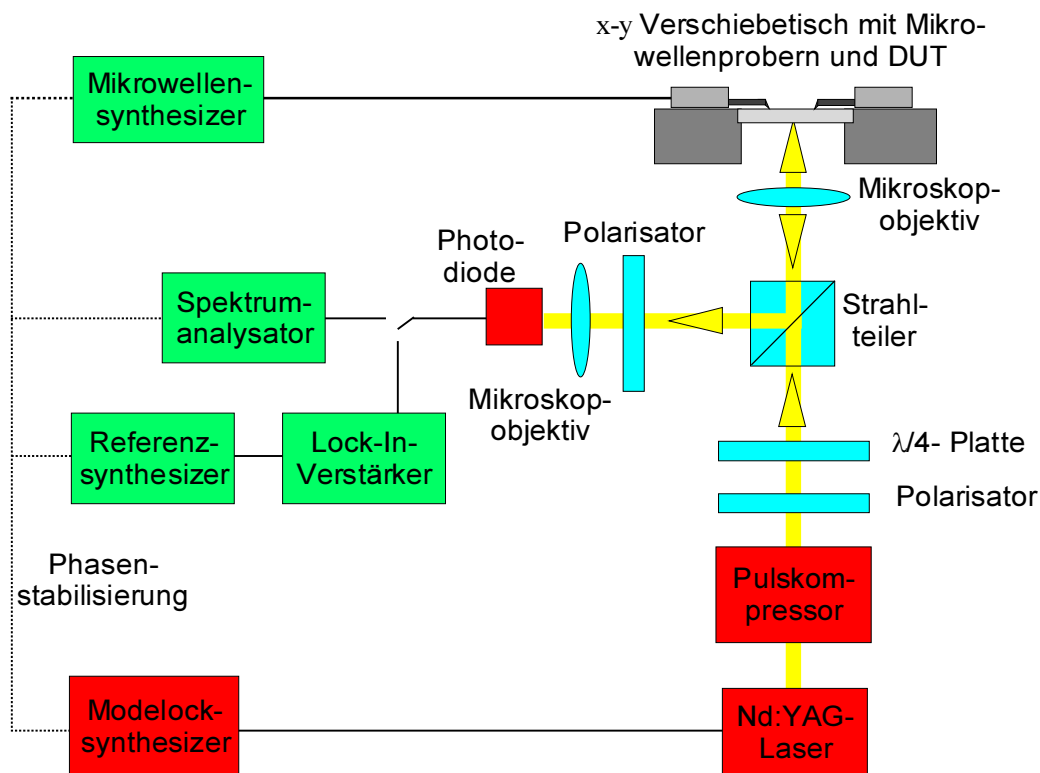 x-y Verschiebetisch mit Mikro-
wellenprobern und DUT
Mikrowellen-
synthesizer
Mikroskop-
objektiv
Polarisator
Photo-
diode
Spektrum-
analysator
Strahl-
teiler
Mikroskop-
objektiv
Referenz-
synthesizer
Lock-In-
Verstärker
λ/4- Platte
Polarisator
Phasen-
stabilisierung
Pulskom-
pressor
Modelock-
synthesizer
Nd:YAG-
Laser